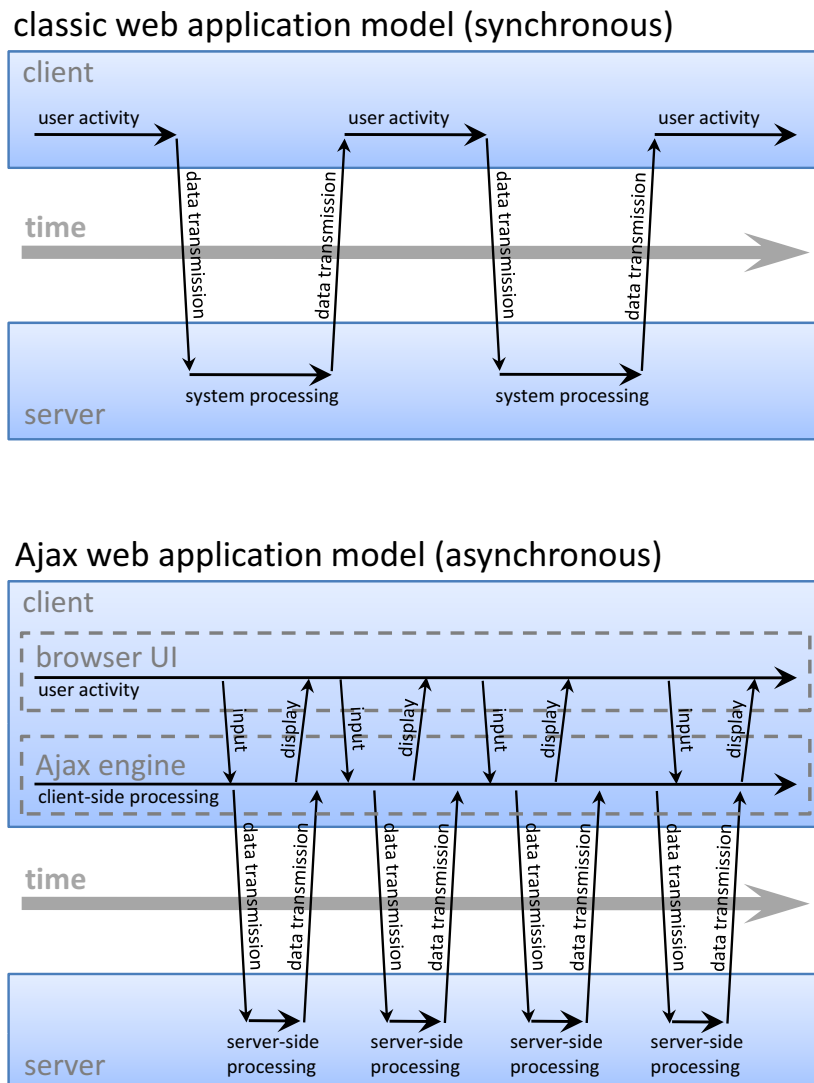 classic web application model (synchronous)
client
user activity
user activity
user activity
data transmission
data transmission
data transmission
data transmission
time
system processing
system processing
server
Ajax web application model (asynchronous)
client
browser UI
user activity
input
display
input
display
input
display
input
display
Ajax engine
client-side processing
data transmission
data transmission
data transmission
data transmission
data transmission
data transmission
data transmission
data transmission
time
server-side
processing
server-side
processing
server-side
processing
server-side
processing
server